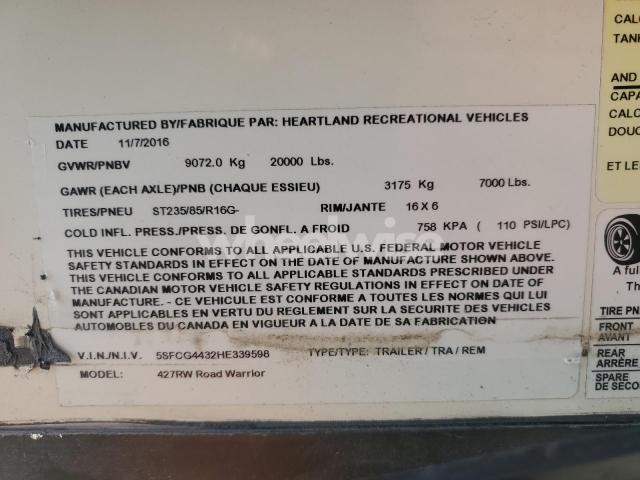 MANUFACTURED BY/FABRIQUE PAR: HEARTLAND RECREATIONAL VEHICLES
DATE 11/7/2016
GVWR/PNBV 9072.0 Kg 20000 Lbs.
GAWR (EACH AXLE)/PNB (CHAQUE ESSIEU) 3175 Kg 7000 Lbs.
TIRES/PNEU ST235/85/R16G- RIM/JANTE 16 X 6
COLD INFL. PRESS./PRESS. DE GONFL. A FROID 758 KPA ( 110 PSI/LPC)
THIS VEHICLE CONFORMS TO ALL APPLICABLE U.S. FEDERAL MOTOR VEHICLE
SAFETY STANDARDS IN EFFECT ON THE DATE OF MANUFACTURE SHOWN ABOVE.
THIS VEHICLE CONFORMS TO ALL APPLICABLE STANDARDS PRESCRIBED UNDER
THE CANADIAN MOTOR VEHICLE SAFETY REGULATIONS IN EFFECT ON DATE OF
MANUFACTURE. - CE VEHICULE EST CONFORME A TOUTES LES NORMES QUI LUI
SONT APPLICABLES EN VERTU DU REGLEMENT SUR LA SECURITE DES VEHICLES
AUTOMOBILES DU CANADA EN VIGUEUR A LA DATE DE SA FABRICATION
V.I.N./N.I.V. 5SFCG4432HE339598 TYPE/TYPE: TRAILER / TRA / REM
MODEL: 427RW Road Warrior
CALC
TANK
AND
CAPA
CALC
DOUC
ET LE
A full
Th
TIRE PN
FRONT
AVANT
REAR
ARRIÈRE
SPARE
DE SECO
wheelwise